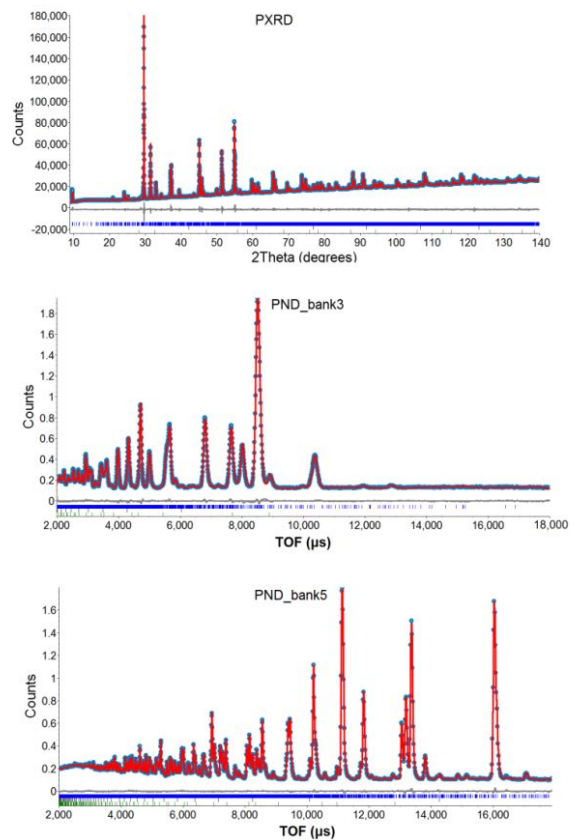 PXRD
180,000
160,000
140,000
120,000
100,000
80,000
60,000
40,000
20,000
0
-20,000
Counts
10 20 30 40 50 60 70 80 90 100 110 120 130 140
2Theta (degrees)
PND_bank3
1.8
1.6
1.4
1.2
1
0.8
0.6
0.4
0.2
0
Counts
2,000 4,000 6,000 8,000 10,000 12,000 14,000 16,000 18,000
TOF (µs)
PND_bank5
1.6
1.4
1.2
1
0.8
0.6
0.4
0.2
0
Counts
2,000 4,000 6,000 8,000 10,000 12,000 14,000 16,000
TOF (µs)